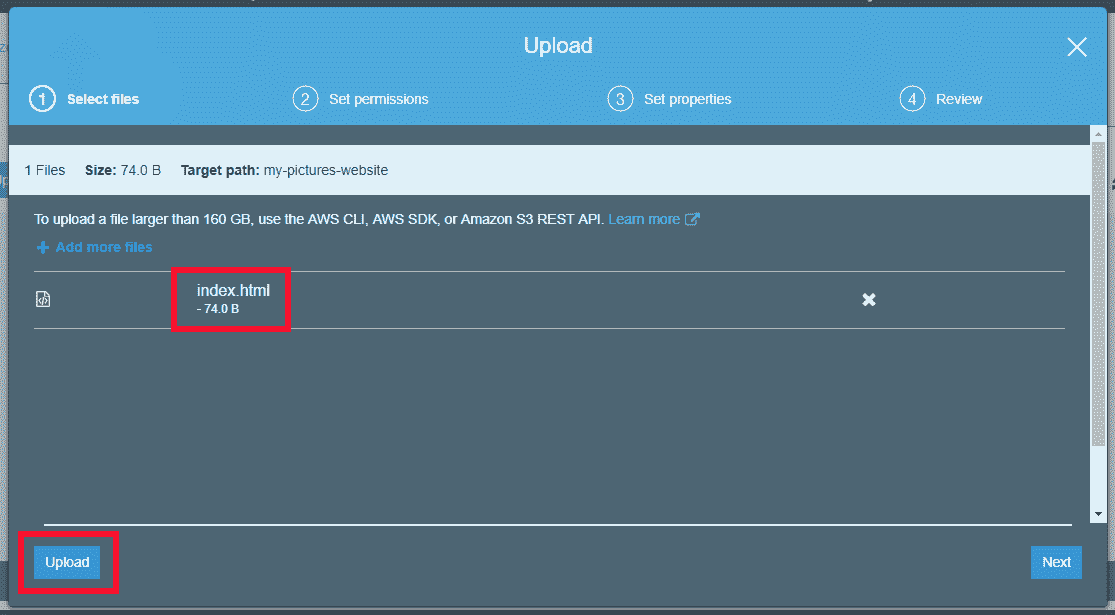 Upload
1 Select files 2 Set permissions 3 Set properties 4 Review
1 Files Size: 74.0 B Target path: my-pictures-website
To upload a file larger than 160 GB, use the AWS CLI, AWS SDK, or Amazon S3 REST API. Learn more
Add more files
index.html
- 74.0 B
Upload Next